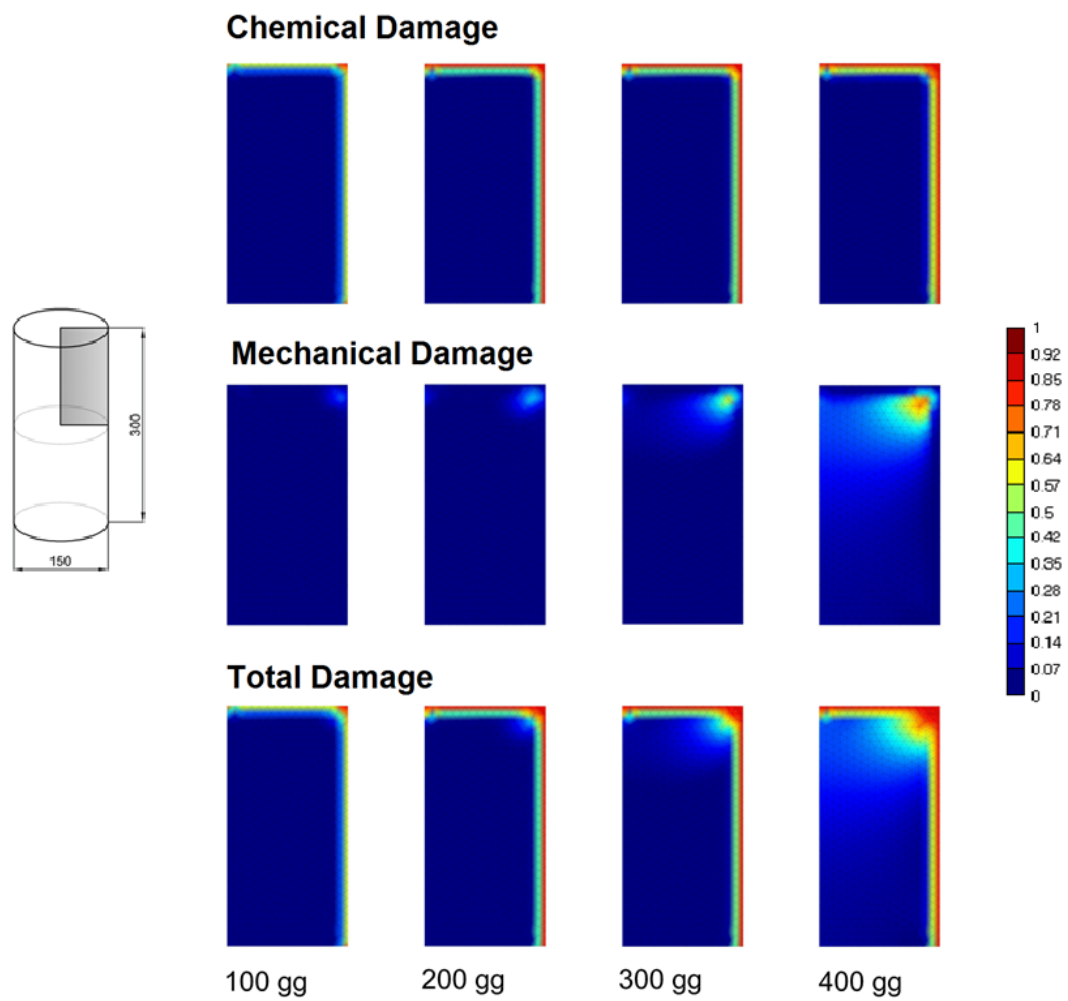 Chemical Damage
300
150
Mechanical Damage
1
0.92
0.85
0.78
0.71
0.64
0.57
0.5
0.42
0.35
0.28
0.21
0.14
0.07
0
Total Damage
100 gg
200 gg
300 gg
400 gg